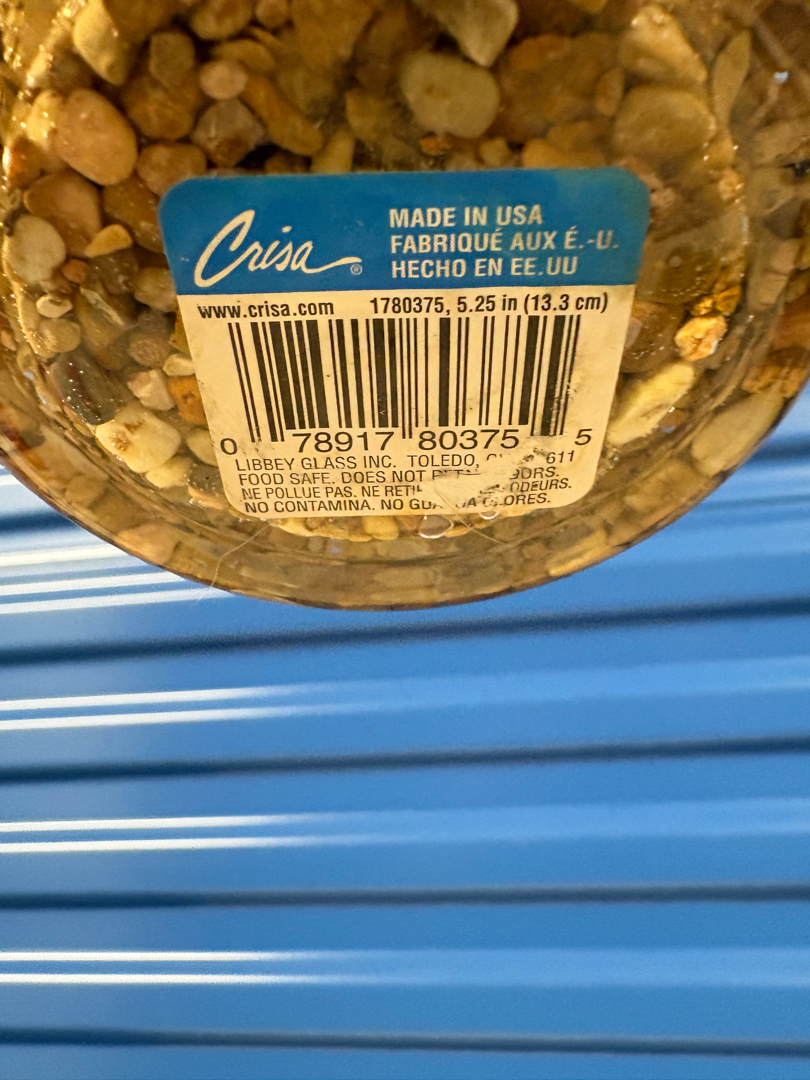 Crisa®
MADE IN USA
FABRIQUÉ AUX É.-U.
HECHO EN EE.UU
www.crisa.com 1780375, 5.25 in (13.3 cm)
0 78917 80375 5
LIBBEY GLASS INC. TOLEDO, 611
FOOD SAFE. DOES NOT
NE POLLUE PAS. NE ODEURS.
NO CONTAMINA. NO